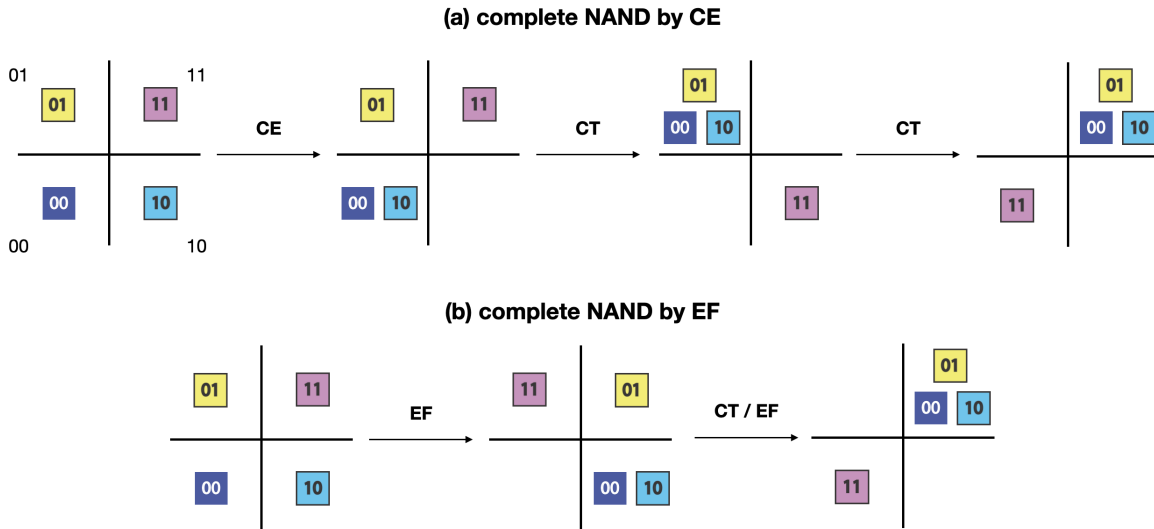 (a) complete NAND by CE
01 11 01
01 11 01 11 01
CE CT 00 10 CT 00 10
00 10 00 10 11 11
00 10
(b) complete NAND by EF
01 11 11 01 01
EF CT / EF 00 10
00 10 00 10 11